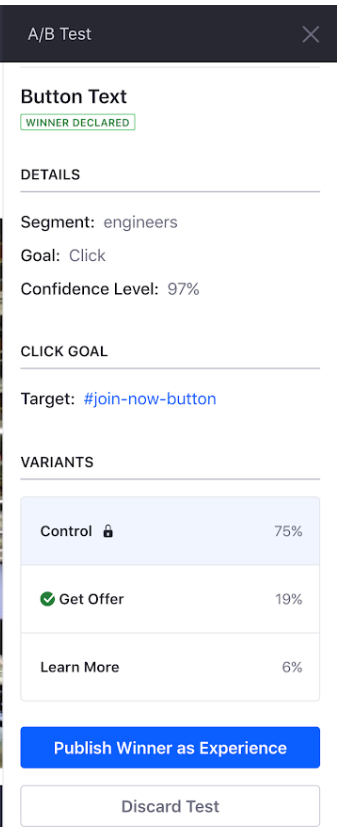 A/B Test
Button Text
WINNER DECLARED
DETAILS
Segment: engineers
Goal: Click
Confidence Level: 97%
CLICK GOAL
Target: #join-now-button
VARIANTS
Control 75%
Get Offer 19%
Learn More 6%
Publish Winner as Experience
Discard Test